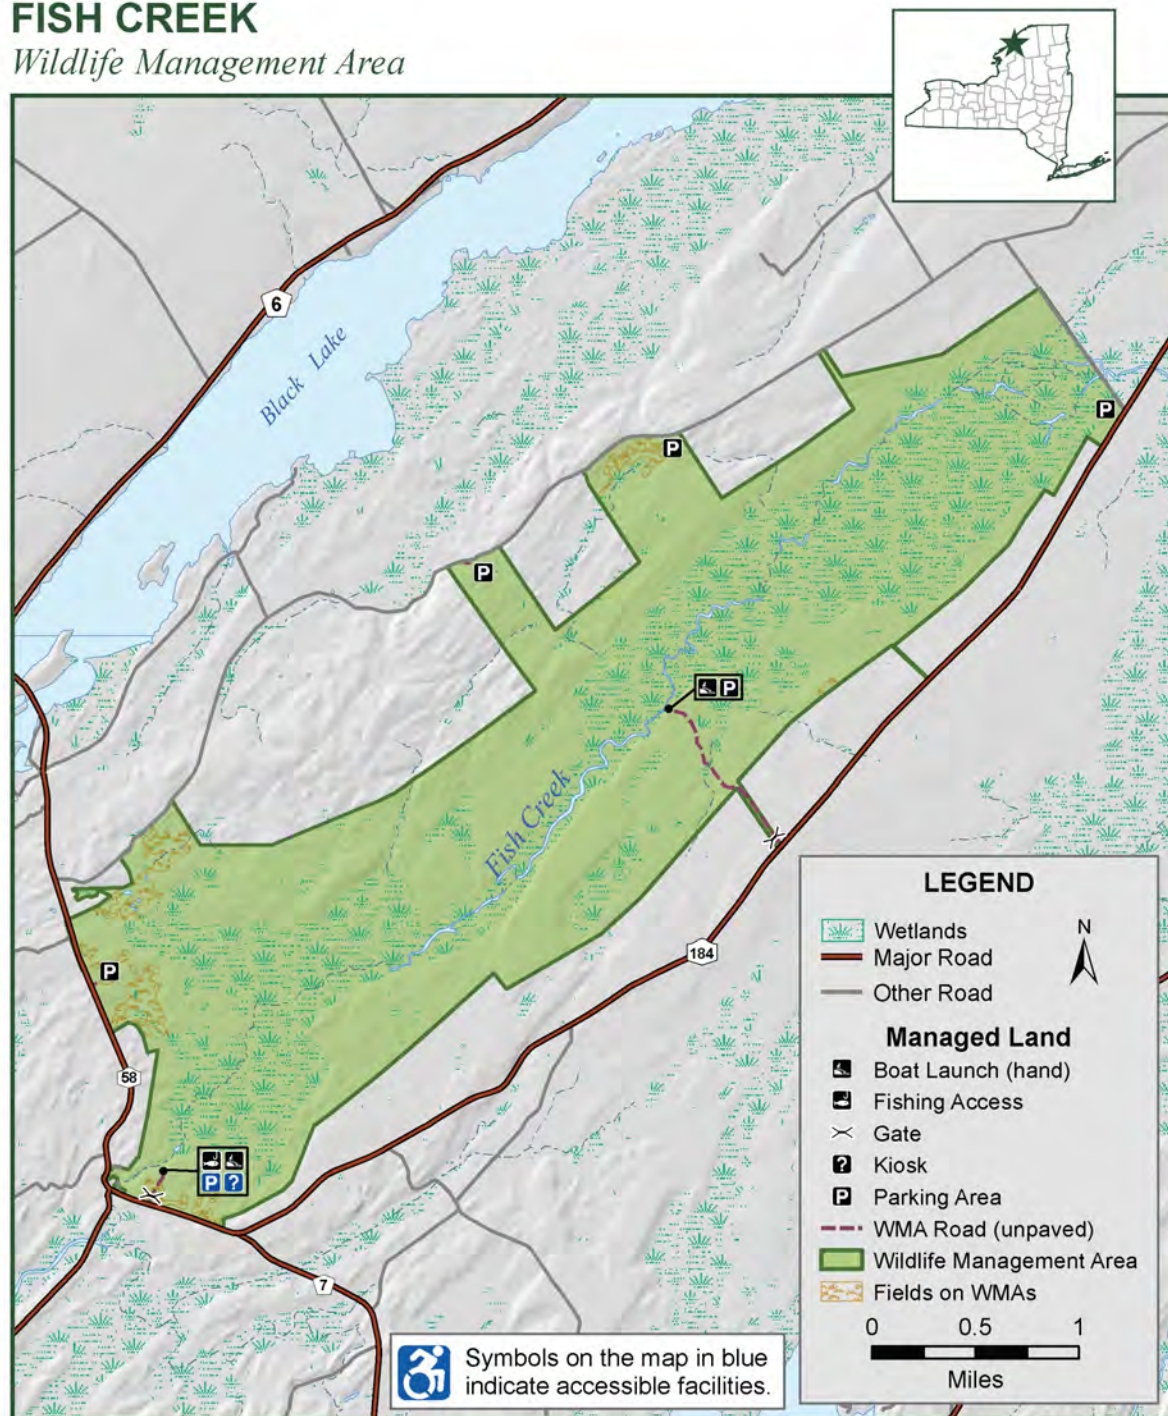 FISH CREEK
Wildlife Management Area
6
Black Lake
P
P
P
P
Fish Creek
184
P
58
P ?
7
LEGEND
N
Wetlands
Major Road
Other Road
Managed Land
Boat Launch (hand)
Fishing Access
Gate
? Kiosk
P Parking Area
WMA Road (unpaved)
Wildlife Management Area
Fields on WMAs
0 0.5 1
Miles
Symbols on the map in blue
indicate accessible facilities.